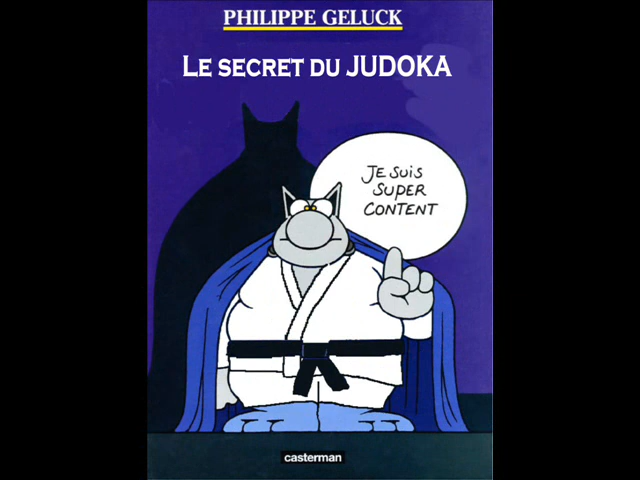 PHILIPPE GELUCK
LE SECRET DU JUDOKA
JE SUIS
SUPER
CONTENT
casterman